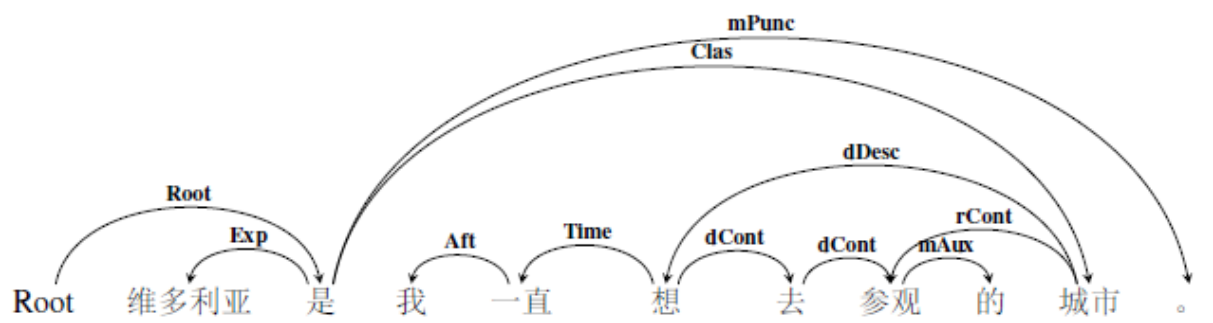 mPunc
Clas
dDesc
Root rCont
Exp Aft Time dCont dCont mAux
Root 维多利亚 是 我 一直 想 去 参观 的 城市 。